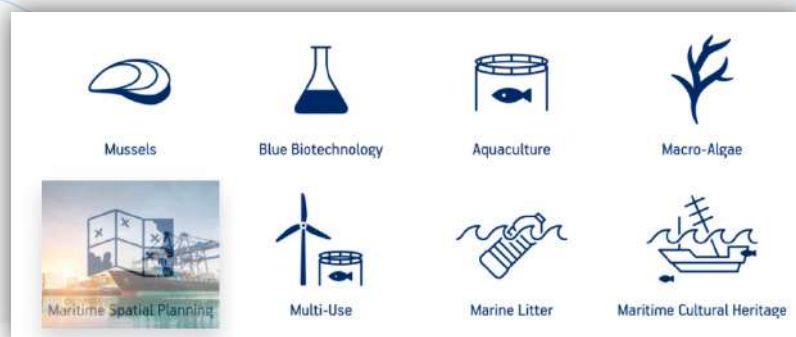 Mussels
Blue Biotechnology
Aquaculture
Macro-Algae
Maritime Spatial Planning
Multi-Use
Marine Litter
Maritime Cultural Heritage